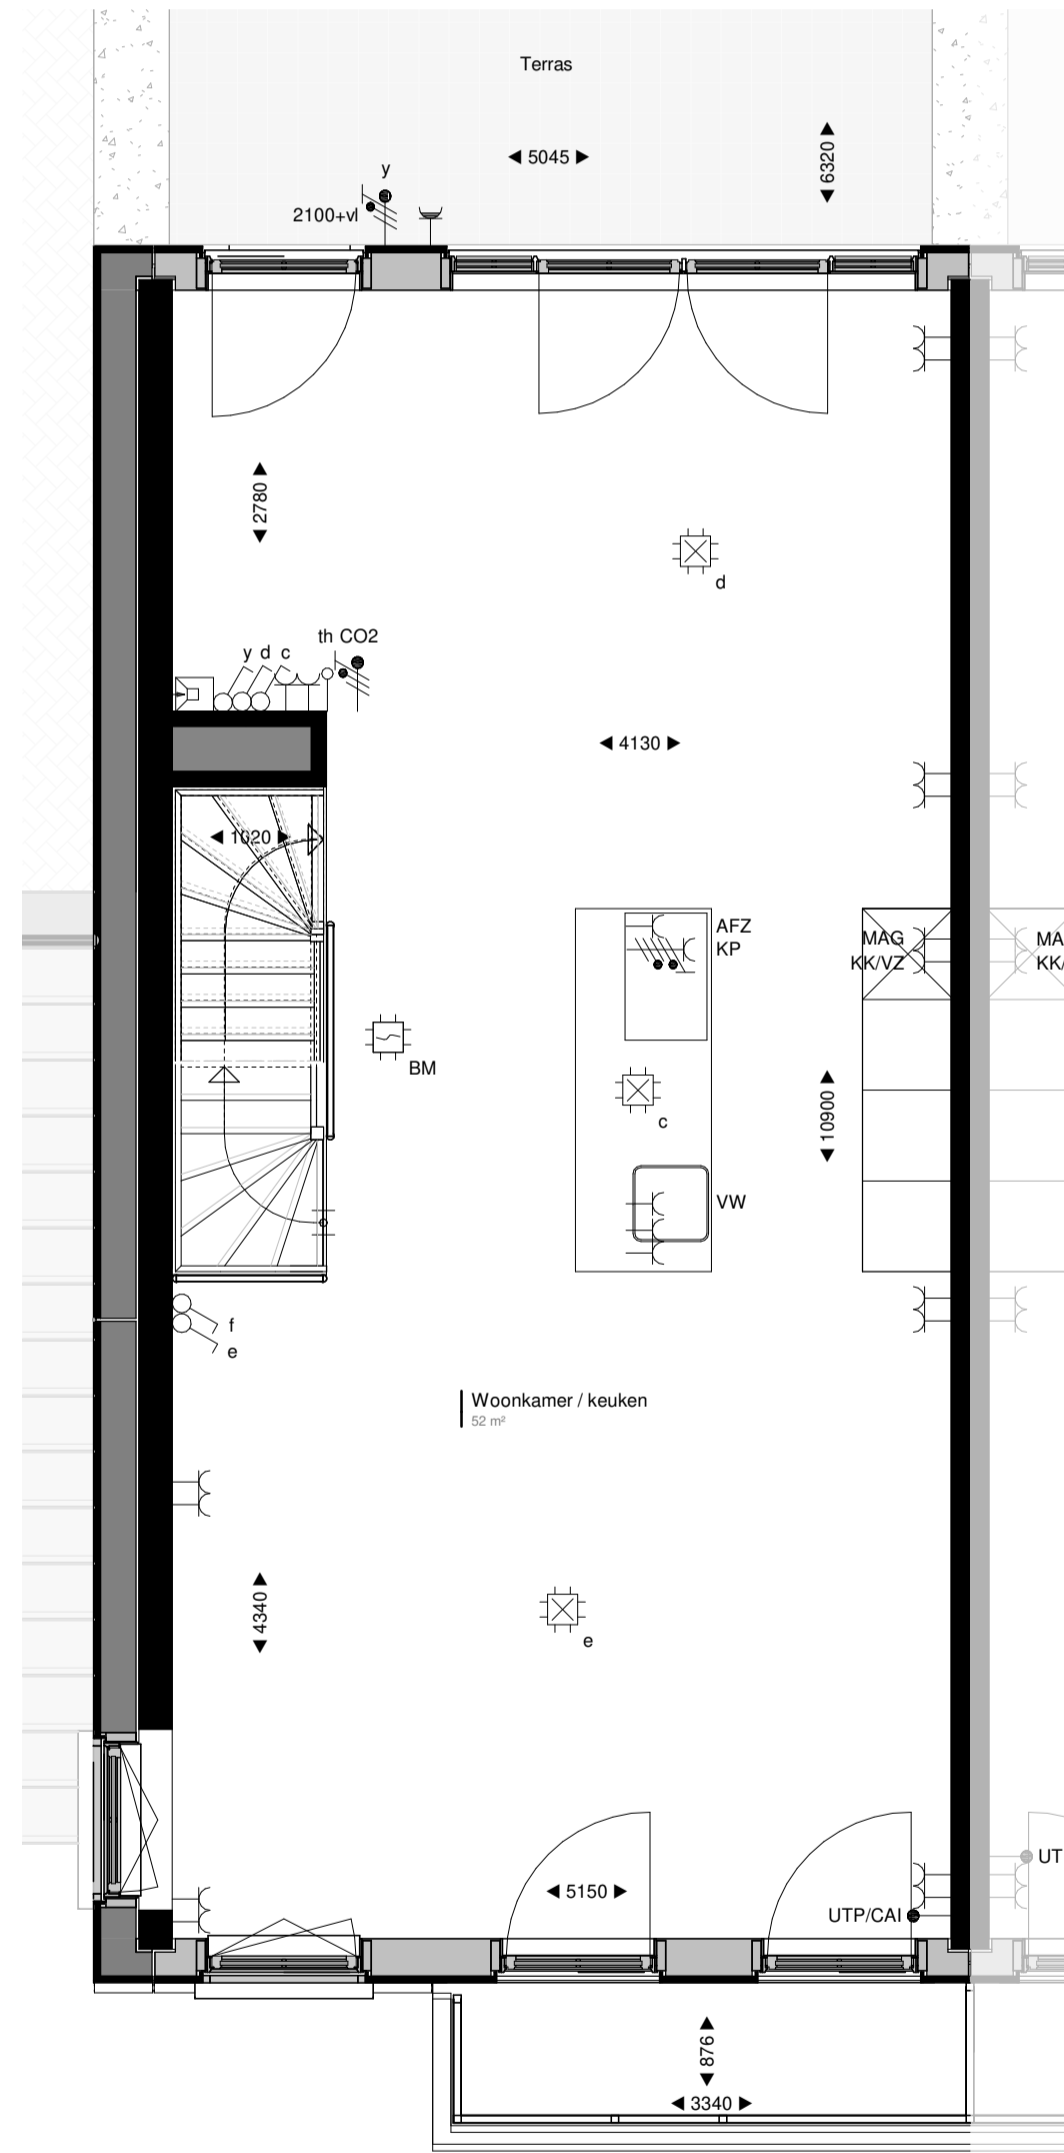 Terras
5045
6320
y
2100+vl
2780
d
th CO2
y d c
4130
1020
AFZ
KP
MAG
KK/VZ
MA
KK/
BM
c
10900
VW
f
e
Woonkamer / keuken
52 m²
4340
e
5150
UTP/CAI
UT
876
3340